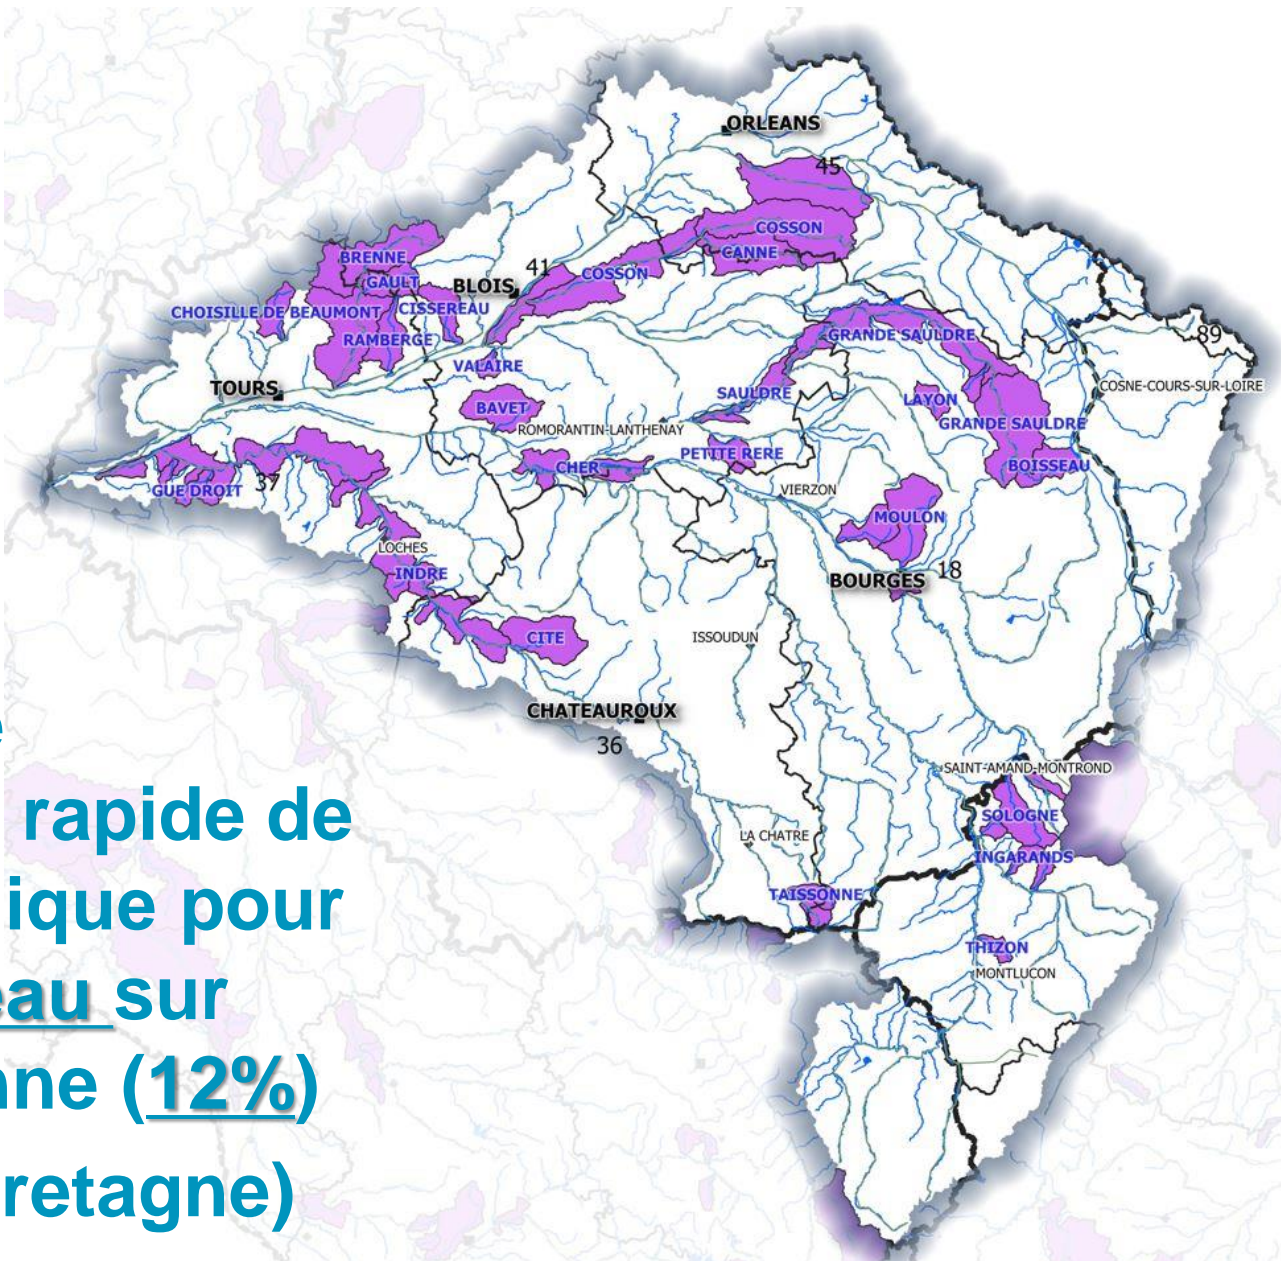 ORLEANS
45
COSSON
CANNE
BRENNE
GAULT
41
COSSON
BLOIS
CISSEREAU
CHOISILLE DE BEAUMONT
RAMBERGE
GRANDE SAULDRE
89
VALAIRE
TOURS
COSNE-COURS-SUR-LOIRE
SAULDRE
LAYON
BAVET
ROMORANTIN-LANTHENAY
GRANDE SAULDRE
PETITE RERE
CHER
BOISSEAU
GUE DROIT
37
VIERZON
MOULON
LOCHES
INDRE
BOURGES
18
CITE
ISSOUDUN
CHATEAUROUX
36
SAINT-AMAND-MONTROND
SOLOGNE
LA CHATRE
INGARANDS
TAISSONNE
THIZON
MONTLUCON
e
rapide de
ique pour
eau sur
nne (12%)
retagne)